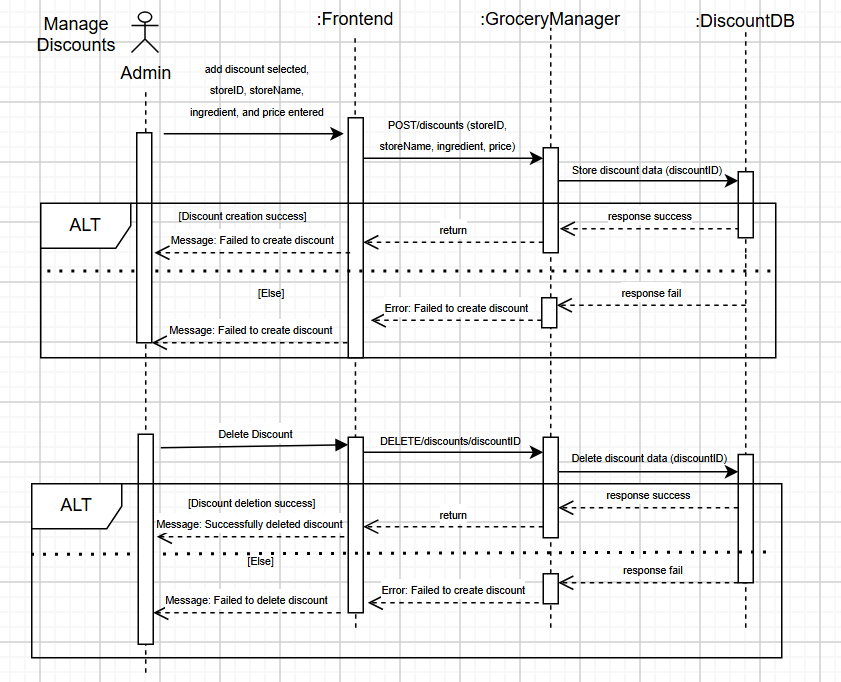 Manage
Discounts
Admin
:Frontend
:GroceryManager
:DiscountDB
add discount selected,
storeID, storeName,
ingredient, and price entered
POST/discounts (storeID,
storeName, ingredient, price)
Store discount data (discountID)
ALT
[Discount creation success]
response success
return
Message: Failed to create discount
[Else]
response fail
Error: Failed to create discount
Message: Failed to create discount
Delete Discount
DELETE/discounts/discountID
Delete discount data (discountID)
ALT
[Discount deletion success]
response success
return
Message: Successfully deleted discount
[Else]
response fail
Error: Failed to create discount
Message: Failed to delete discount